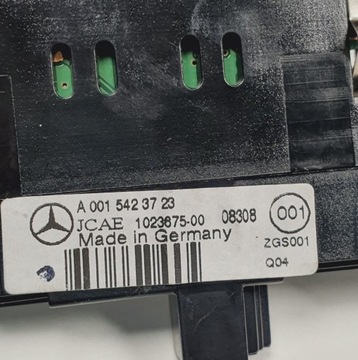 A 001 542 37 23
JCAE 1023675-00 08308 001
Made in Germany ZGS001
Q04